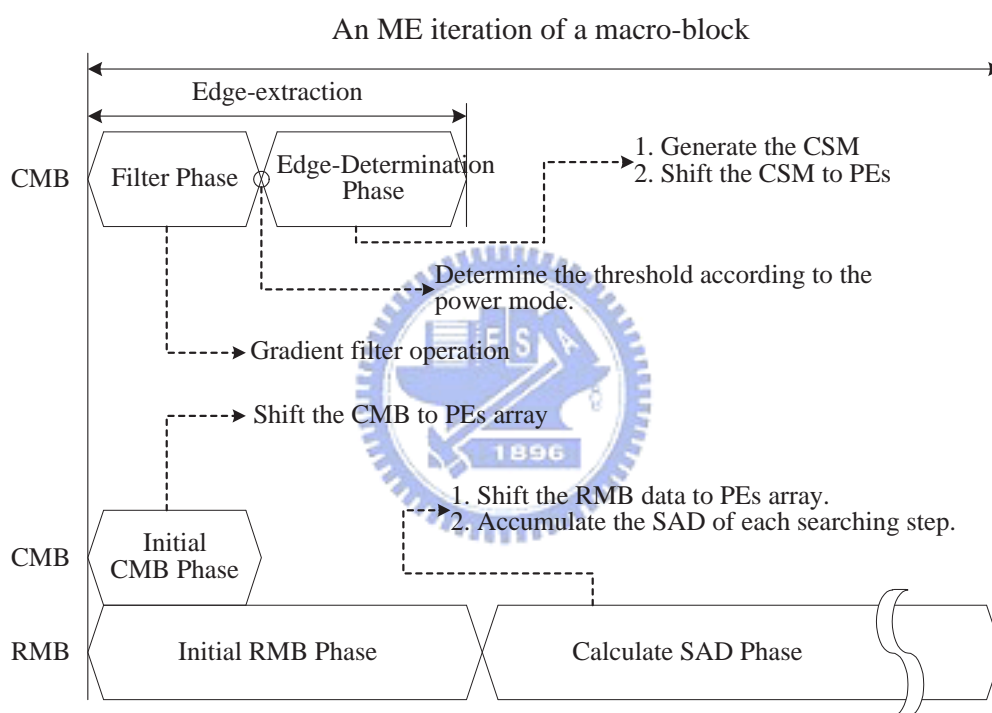 An ME iteration of a macro-block
Edge-extraction
CMB
Filter Phase
Edge-Determination
Phase
1. Generate the CSM
2. Shift the CSM to PEs
Determine the threshold according to the
power mode.
Gradient filter operation
Shift the CMB to PEs array
E S A
1896
1. Shift the RMB data to PEs array.
2. Accumulate the SAD of each searching step.
CMB
Initial
CMB Phase
RMB
Initial RMB Phase
Calculate SAD Phase